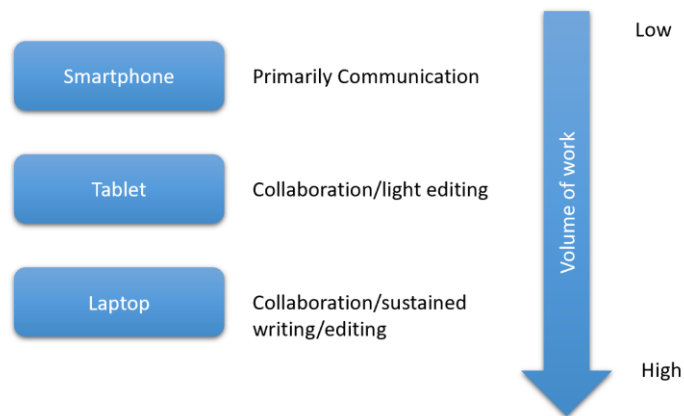 Low
Smartphone
Primarily Communication
Tablet
Collaboration/light editing
Volume of work
Laptop
Collaboration/sustained
writing/editing
High